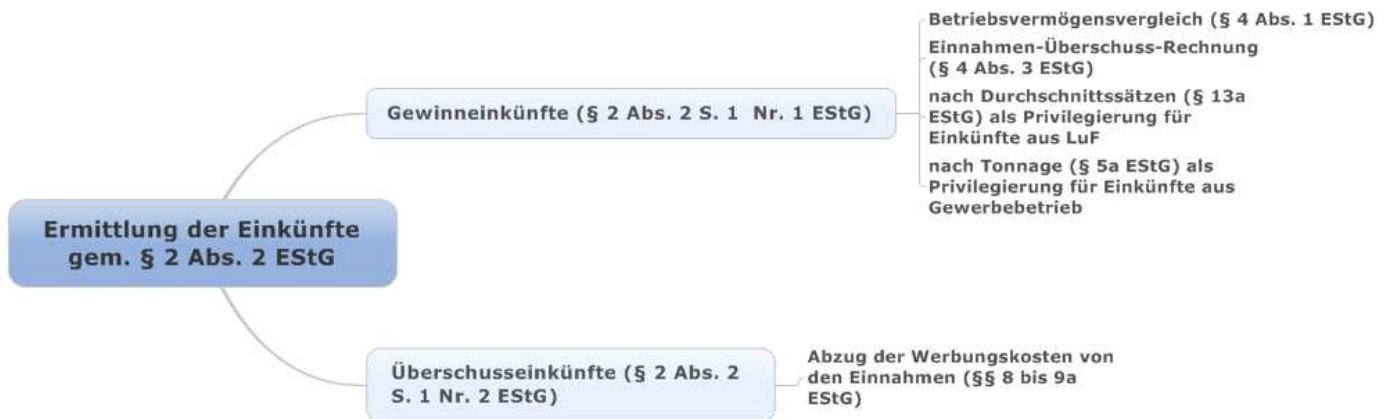 Ermittlung der Einkünfte
gem. § 2 Abs. 2 EStG
Gewinneinkünfte (§ 2 Abs. 2 S. 1 Nr. 1 EStG)
Betriebsvermögensvergleich (§ 4 Abs. 1 EStG)
Einnahmen-Überschuss-Rechnung
(§ 4 Abs. 3 EStG)
nach Durchschnittssätzen (§ 13a
EStG) als Privilegierung für
Einkünfte aus LuF
nach Tonnage (§ 5a EStG) als
Privilegierung für Einkünfte aus
Gewerbebetrieb
Überschusseinkünfte (§ 2 Abs. 2
S. 1 Nr. 2 EStG)
Abzug der Werbungskosten von
den Einnahmen (§§ 8 bis 9a
EStG)